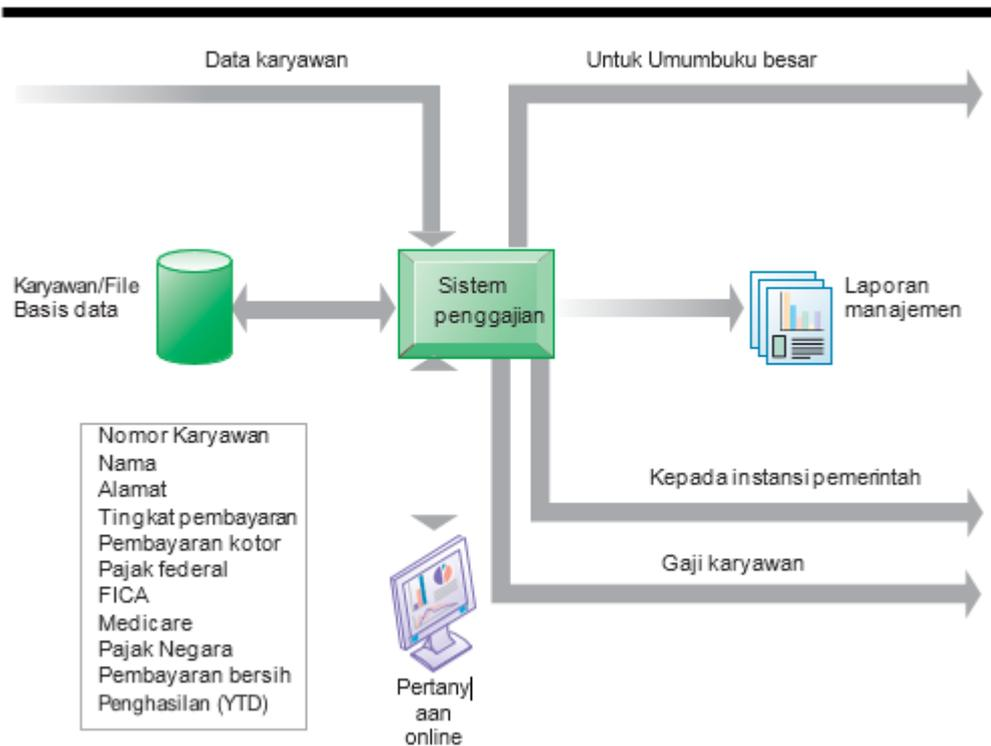 Data karyawan
Untuk Umumbuku besar
Karyawan/File
Basis data
Sistem
penggajian
Laporan
manajemen
Nomor Karyawan
Nama
Alamat
Tingkat pembayaran
Pembayaran kotor
Pajak federal
FICA
Medicare
Pajak Negara
Pembayaran bersih
Penghasilan (YTD)
Kepada instansi pemerintah
Gaji karyawan
Pertany
aan
online